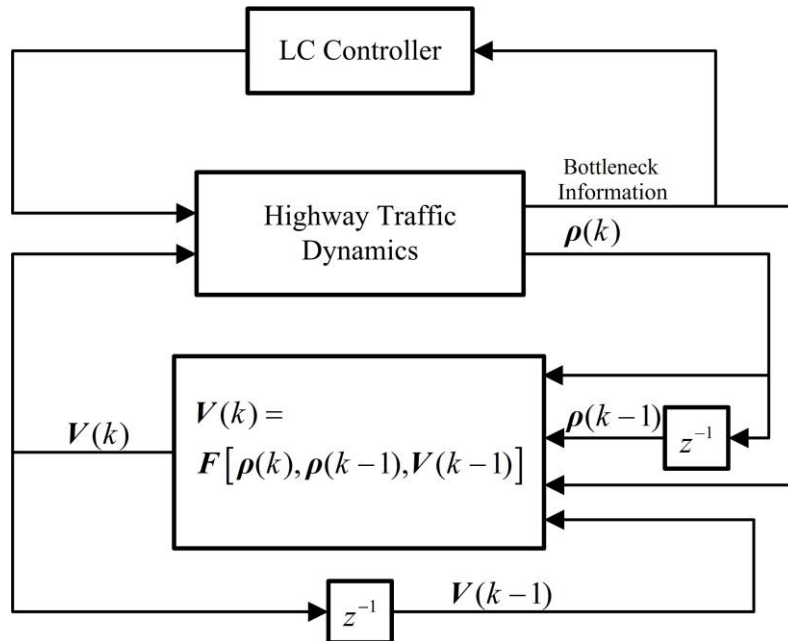 LC Controller
Bottleneck
Information
Highway Traffic
Dynamics
ρ(k)
V(k) =
F[ρ(k),ρ(k−1),V(k−1)]
V(k)
ρ(k−1)
z⁻¹
z⁻¹
V(k−1)